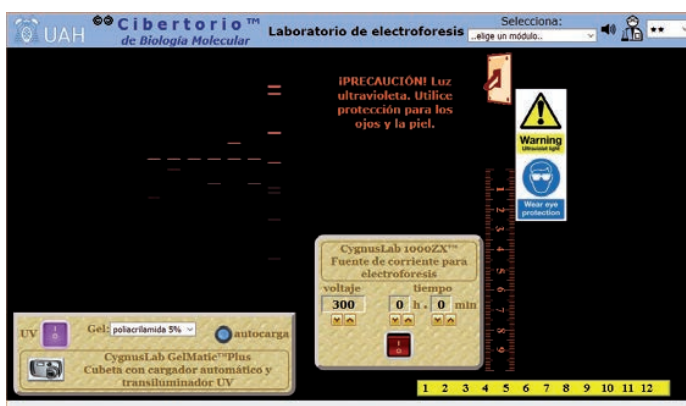 UAH
Cibertorio™
de Biología Molecular
Laboratorio de electroforesis
Selecciona:
..elige un módulo..
**
¡PRECAUCIÓN! Luz
ultravioleta. Utilice
protección para los
ojos y la piel.
Warning
Ultraviolet light
Wear eye
protection
1
2
3
4
5
6
7
8
9
CygnusLab 1000ZX™
Fuente de corriente para
electroforesis
voltaje tiempo
300 0 h. 0 min
I
O
UV
I
O
Gel: poliacrilamida 5%
autocarga
CygnusLab GelMatic™Plus
Cubeta con cargador automático y
transiluminador UV
1 2 3 4 5 6 7 8 9 10 11 12